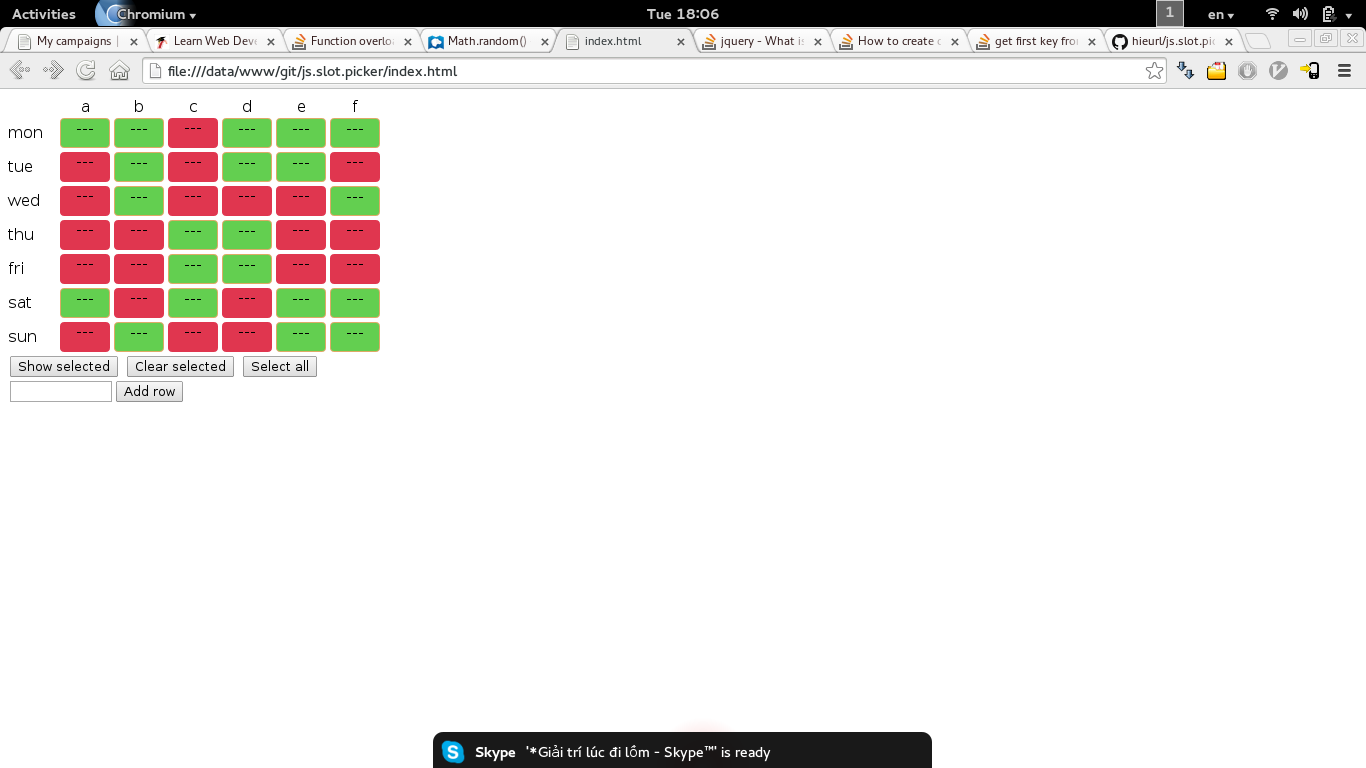 Activities Chromium Tue 18:06 1 en
My campaigns | Learn Web Deve Function overloa Math.random() index.html jquery - What is How to create get first key from hieurl/js.slot.pic
file:///data/www/git/js.slot.picker/index.html
a b c d e f
mon --- --- --- --- --- ---
tue --- --- --- --- --- ---
wed --- --- --- --- --- ---
thu --- --- --- --- --- ---
fri --- --- --- --- --- ---
sat --- --- --- --- --- ---
sun --- --- --- --- --- ---
Show selected Clear selected Select all
Add row
Skype '*Giải trí lúc đi lồm - Skype™' is ready